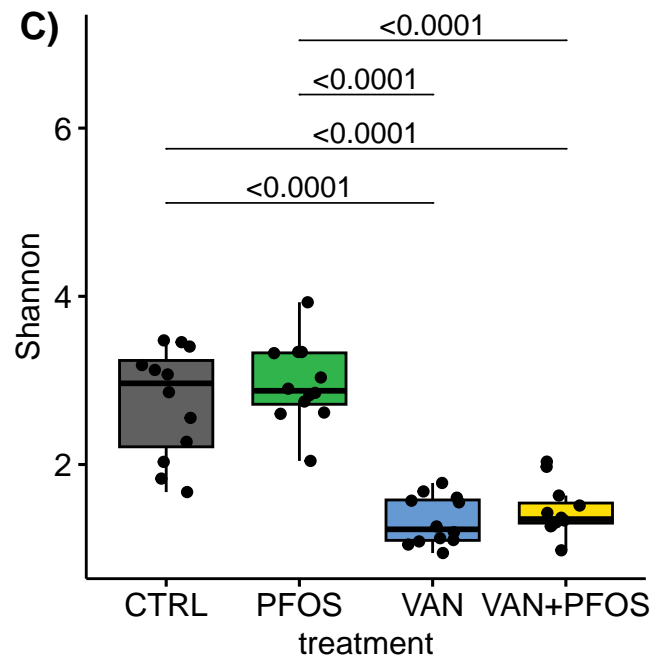 C)
<0.0001
<0.0001
<0.0001
<0.0001
6
4
2
Shannon
CTRL PFOS VAN VAN+PFOS
treatment